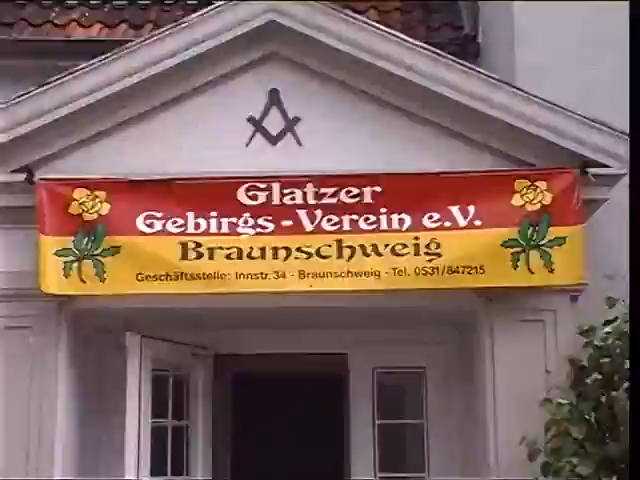 Glatzer
Gebirgs-Verein e.V.
Braunschweig
Geschäftsstelle: Innstr. 34 - Braunschweig - Tel. 0531/847215